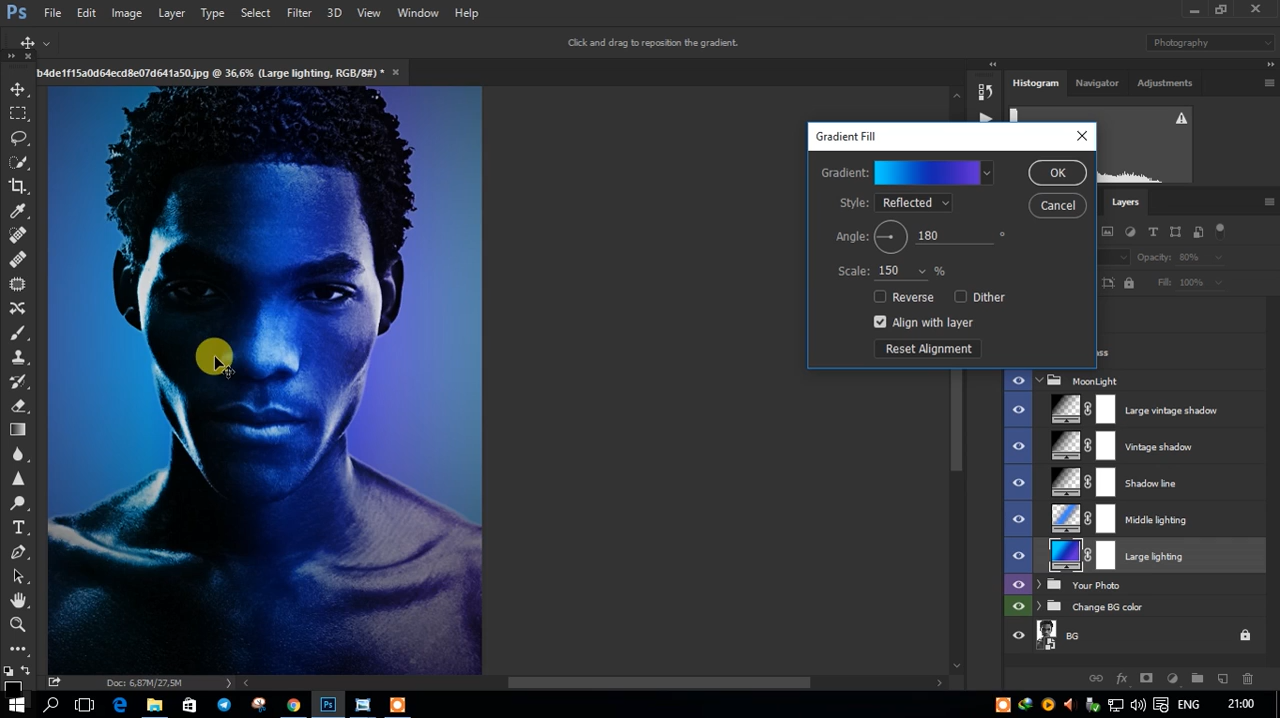 Ps File Edit Image Layer Type Select Filter 3D View Window Help
Click and drag to reposition the gradient.
Photography
b4de1f15a0d64ecd8e07d641a50.jpg @ 36,6% (Large lighting, RGB/8#) *
Histogram Navigator Adjustments
Gradient Fill
Gradient:
OK
Style: Reflected
Cancel
Angle: 180 °
Scale: 150 %
Reverse Dither
Align with layer
Reset Alignment
Layers
Opacity: 80%
Fill: 100%
MoonLight
Large vintage shadow
Vintage shadow
Shadow line
Middle lighting
Large lighting
Your Photo
Change BG color
BG
fx
Doc: 6,87M/27,5M
Ps
ENG 21:00